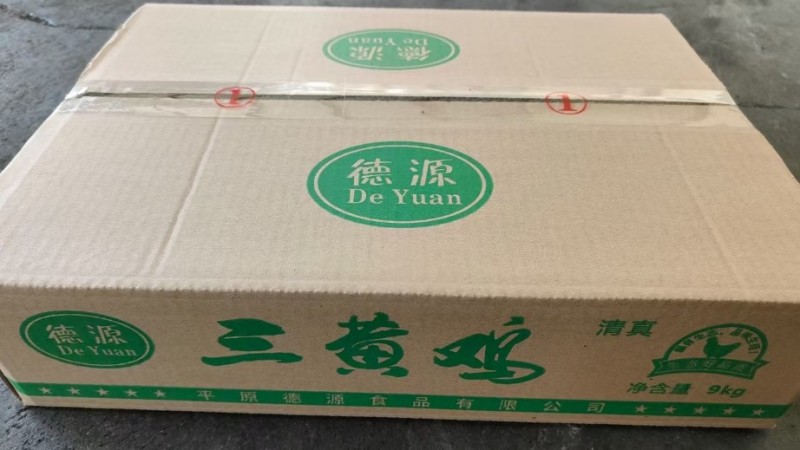 德源
De Yuan
① ①
德源
De Yuan
德源
De Yuan
三黄鸡
清真
净含量 9kg
★★★★★ 平原德源食品有限公司 ★★★★★